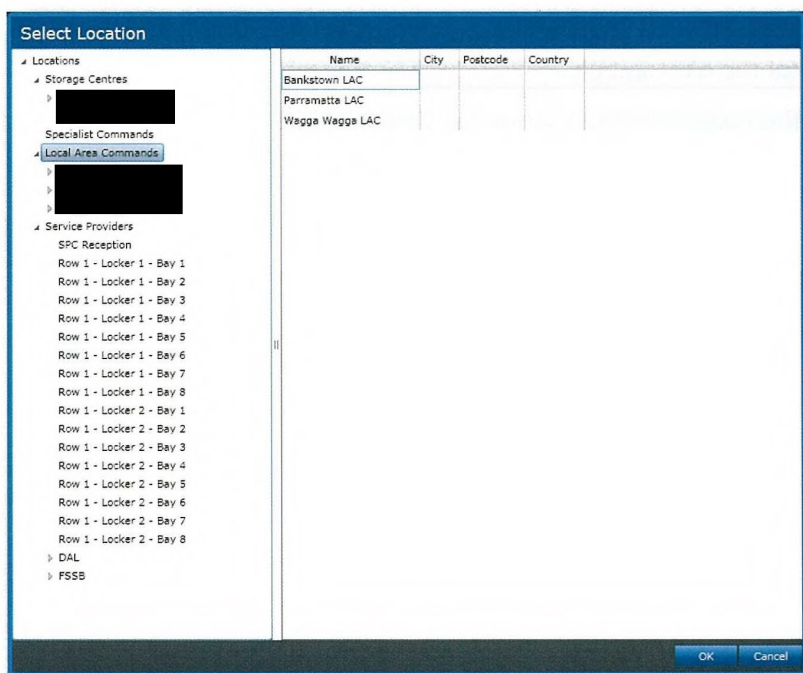 Select Location
Locations
Storage Centres
Specialist Commands
Local Area Commands
Service Providers
SPC Reception
Row 1 - Locker 1 - Bay 1
Row 1 - Locker 1 - Bay 2
Row 1 - Locker 1 - Bay 3
Row 1 - Locker 1 - Bay 4
Row 1 - Locker 1 - Bay 5
Row 1 - Locker 1 - Bay 6
Row 1 - Locker 1 - Bay 7
Row 1 - Locker 1 - Bay 8
Row 1 - Locker 2 - Bay 1
Row 1 - Locker 2 - Bay 2
Row 1 - Locker 2 - Bay 3
Row 1 - Locker 2 - Bay 4
Row 1 - Locker 2 - Bay 5
Row 1 - Locker 2 - Bay 6
Row 1 - Locker 2 - Bay 7
Row 1 - Locker 2 - Bay 8
DAL
FSSB
Name City Postcode Country
Bankstown LAC
Parramatta LAC
Wagga Wagga LAC
OK Cancel